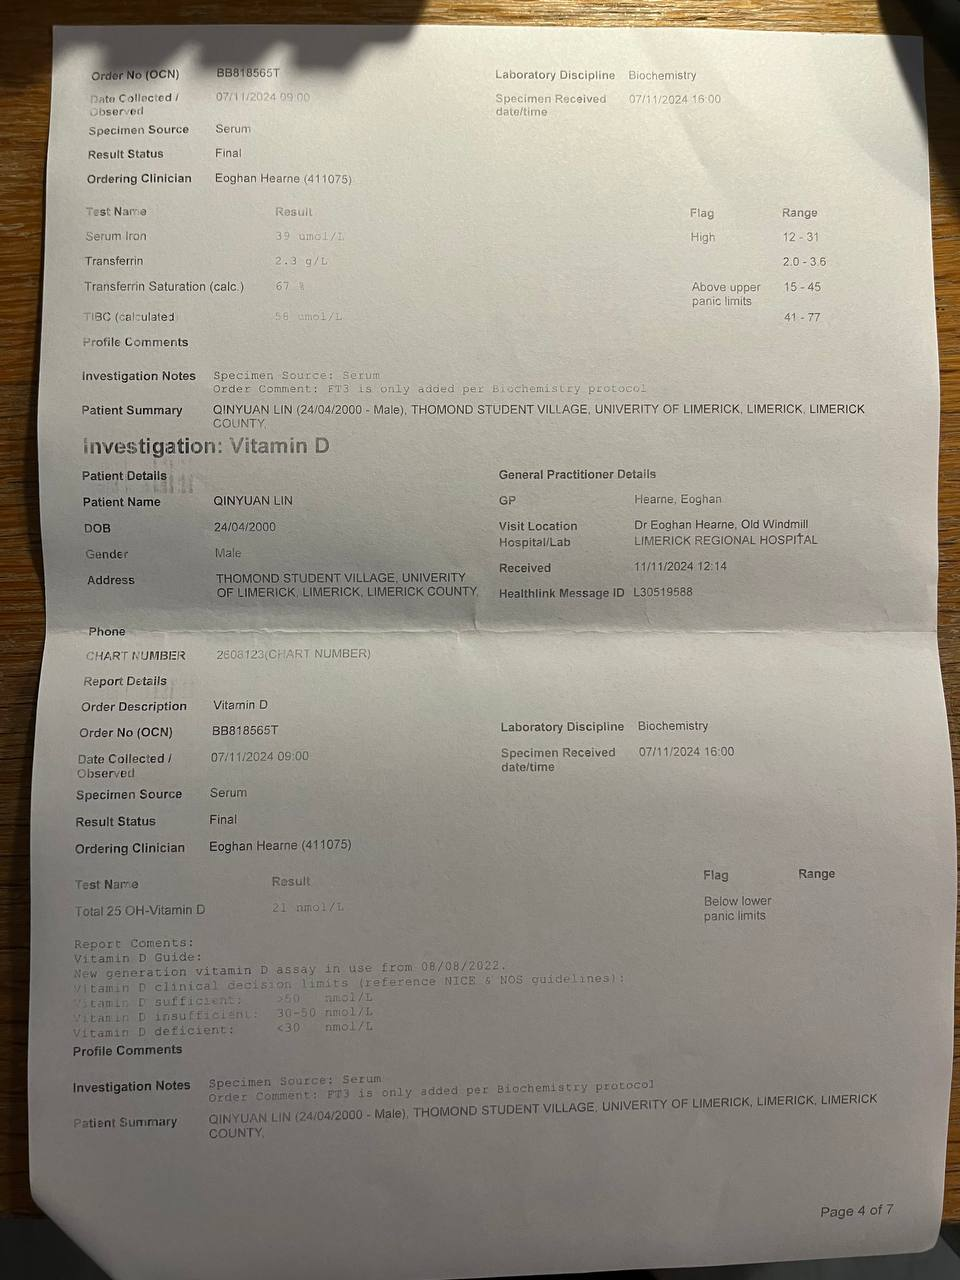 Order No (OCN) BB818565T Laboratory Discipline Biochemistry
Date Collected / Observed 07/11/2024 09:00 Specimen Received date/time 07/11/2024 16:00
Specimen Source Serum
Result Status Final
Ordering Clinician Eoghan Hearne (411075)
Test Name Result Flag Range
Serum Iron 39 umol/L High 12 - 31
Transferrin 2.3 g/L 2.0 - 3.6
Transferrin Saturation (calc.) 67 % Above upper panic limits 15 - 45
TIBC (calculated) 58 umol/L 41 - 77
Profile Comments
Investigation Notes Specimen Source: Serum
Order Comment: FT3 is only added per Biochemistry protocol
Patient Summary QINYUAN LIN (24/04/2000 - Male), THOMOND STUDENT VILLAGE, UNIVERITY OF LIMERICK, LIMERICK, LIMERICK
COUNTY,
Investigation: Vitamin D
Patient Details General Practitioner Details
Patient Name QINYUAN LIN GP Hearne, Eoghan
DOB 24/04/2000 Visit Location Dr Eoghan Hearne, Old Windmill
Gender Male Hospital/Lab LIMERICK REGIONAL HOSPITAL
Address THOMOND STUDENT VILLAGE, UNIVERITY Received 11/11/2024 12:14
OF LIMERICK, LIMERICK, LIMERICK COUNTY, Healthlink Message ID L30519588
Phone
CHART NUMBER 2608123(CHART NUMBER)
Report Details
Order Description Vitamin D
Order No (OCN) BB818565T Laboratory Discipline Biochemistry
Date Collected / Observed 07/11/2024 09:00 Specimen Received date/time 07/11/2024 16:00
Specimen Source Serum
Result Status Final
Ordering Clinician Eoghan Hearne (411075)
Test Name Result Flag Range
Total 25 OH-Vitamin D 21 nmol/L Below lower panic limits
Report Coments:
Vitamin D Guide:
New generation vitamin D assay in use from 08/08/2022.
Vitamin D clinical decision limits (reference NICE & NOS guidelines):
Vitamin D sufficient: >50 nmol/L
Vitamin D insufficient: 30-50 nmol/L
Vitamin D deficient: <30 nmol/L
Profile Comments
Investigation Notes Specimen Source: Serum
Order Comment: FT3 is only added per Biochemistry protocol
Patient Summary QINYUAN LIN (24/04/2000 - Male), THOMOND STUDENT VILLAGE, UNIVERITY OF LIMERICK, LIMERICK, LIMERICK
COUNTY,
Page 4 of 7